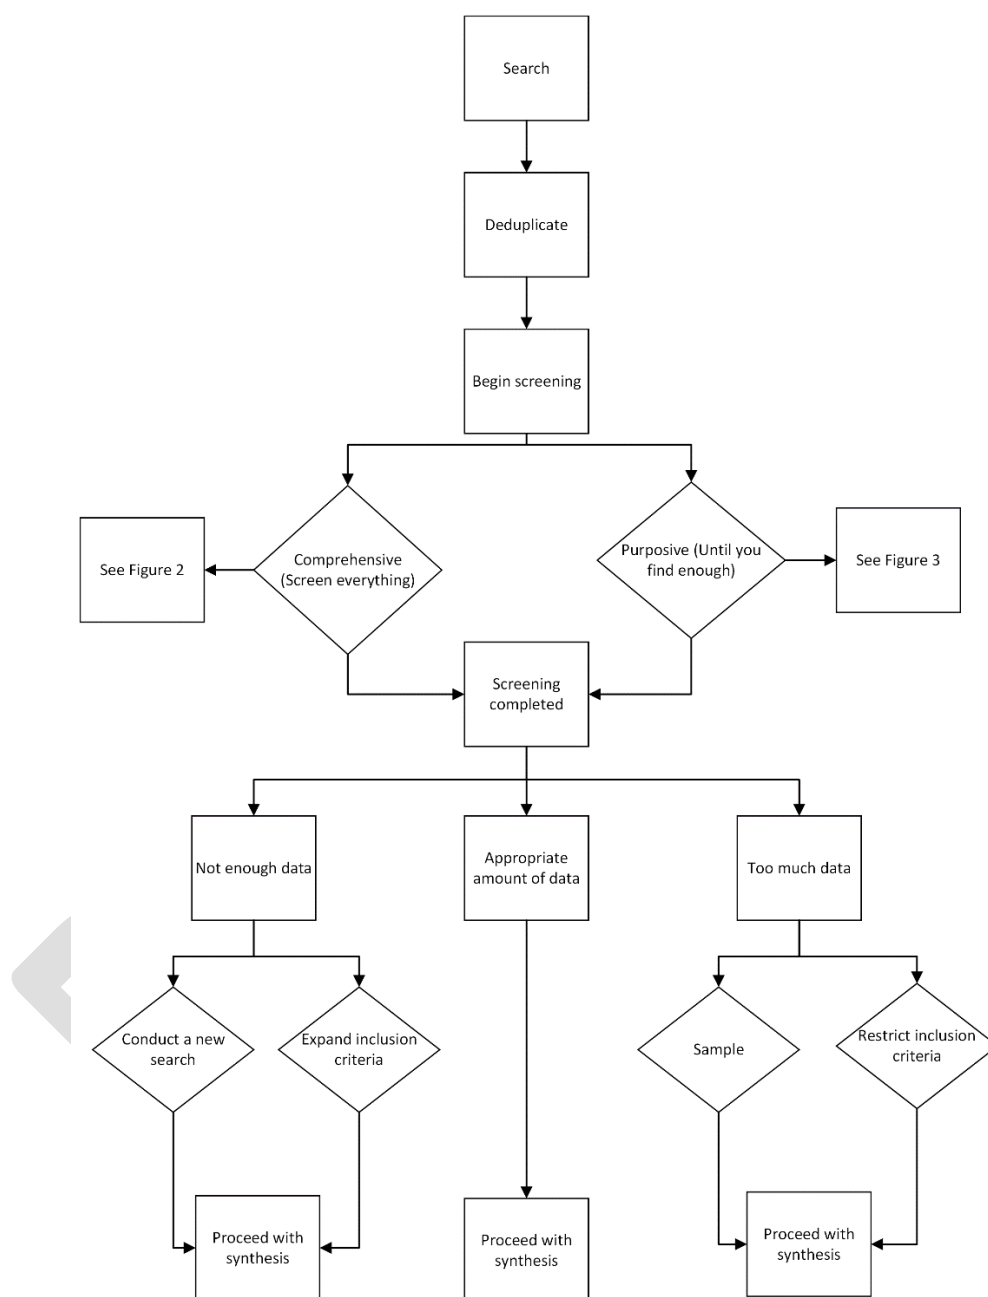 Search
Deduplicate
Begin screening
See Figure 2
Comprehensive
(Screen everything)
Purposive (Until you
find enough)
See Figure 3
Screening
completed
Not enough data
Appropriate
amount of data
Too much data
Conduct a new
search
Expand inclusion
criteria
Sample
Restrict inclusion
criteria
Proceed with
synthesis
Proceed with
synthesis
Proceed with
synthesis